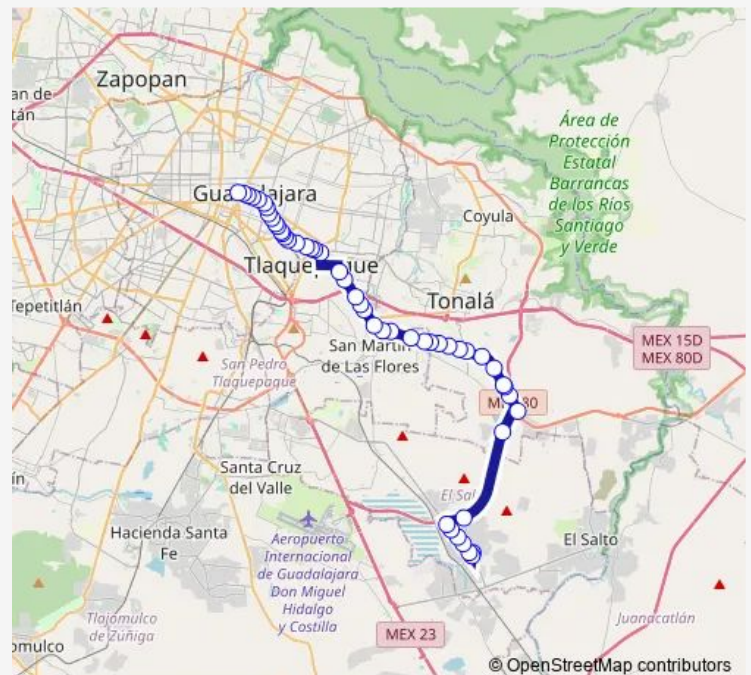 Zapopan
an de
tán
Área de
Protección
Estatal
Barrancas
de los Ríos
Santiago
y Verde
Coyula
Tonalá
Tepetitlán
MEX 15D
MEX 80D
San Martín
de Las Flores
San Pedro
Tlaquepaque
Santa Cruz
del Valle
Hacienda Santa
Fe
Aeropuerto
Internacional
de Guadalajara
Don Miguel
Hidalgo
y Costilla
El Salto
Tlajomulco
de Zúñiga
omulco
Juanacatlán
MEX 23
© OpenStreetMap contributors